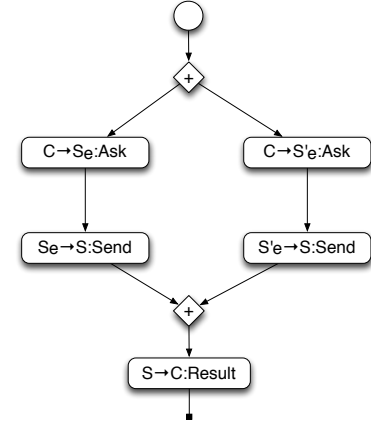 +
C→Se:Ask
C→S'e:Ask
Se→S:Send
S'e→S:Send
+
S→C:Result